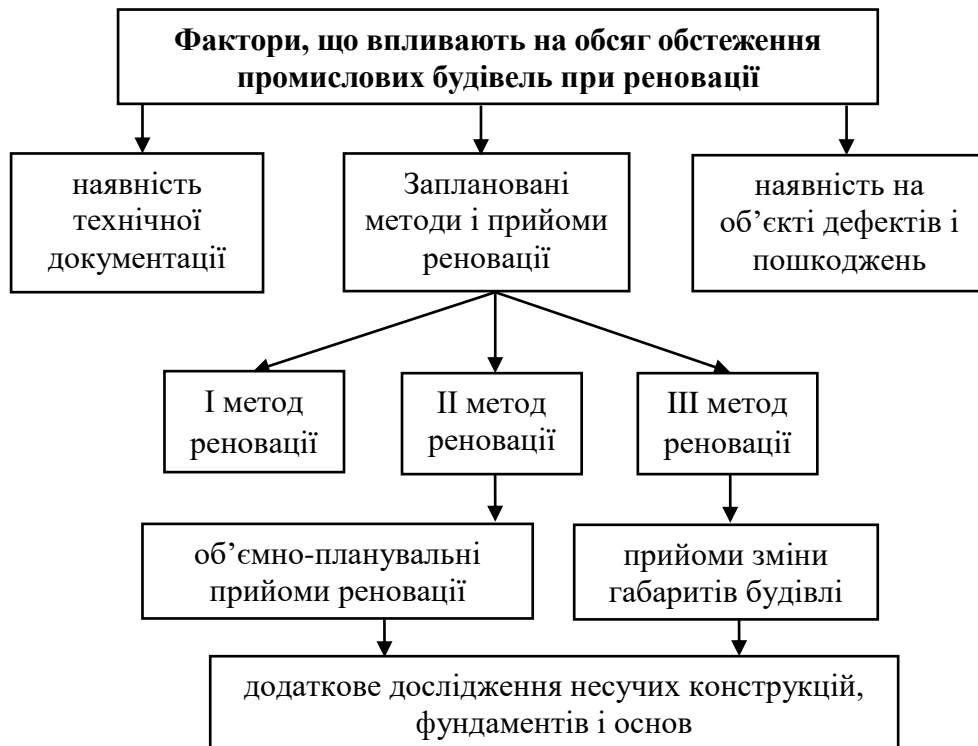 Фактори, що впливають на обсяг обстеження
промислових будівель при реновації
наявність
технічної
документації
Заплановані
методи і прийоми
реновації
наявність на
об’єкті дефектів і
пошкоджень
І метод
реновації
ІІ метод
реновації
ІІІ метод
реновації
об’ємно-планувальні
прийоми реновації
прийоми зміни
габаритів будівлі
додаткове дослідження несучих конструкцій,
фундаментів і основ